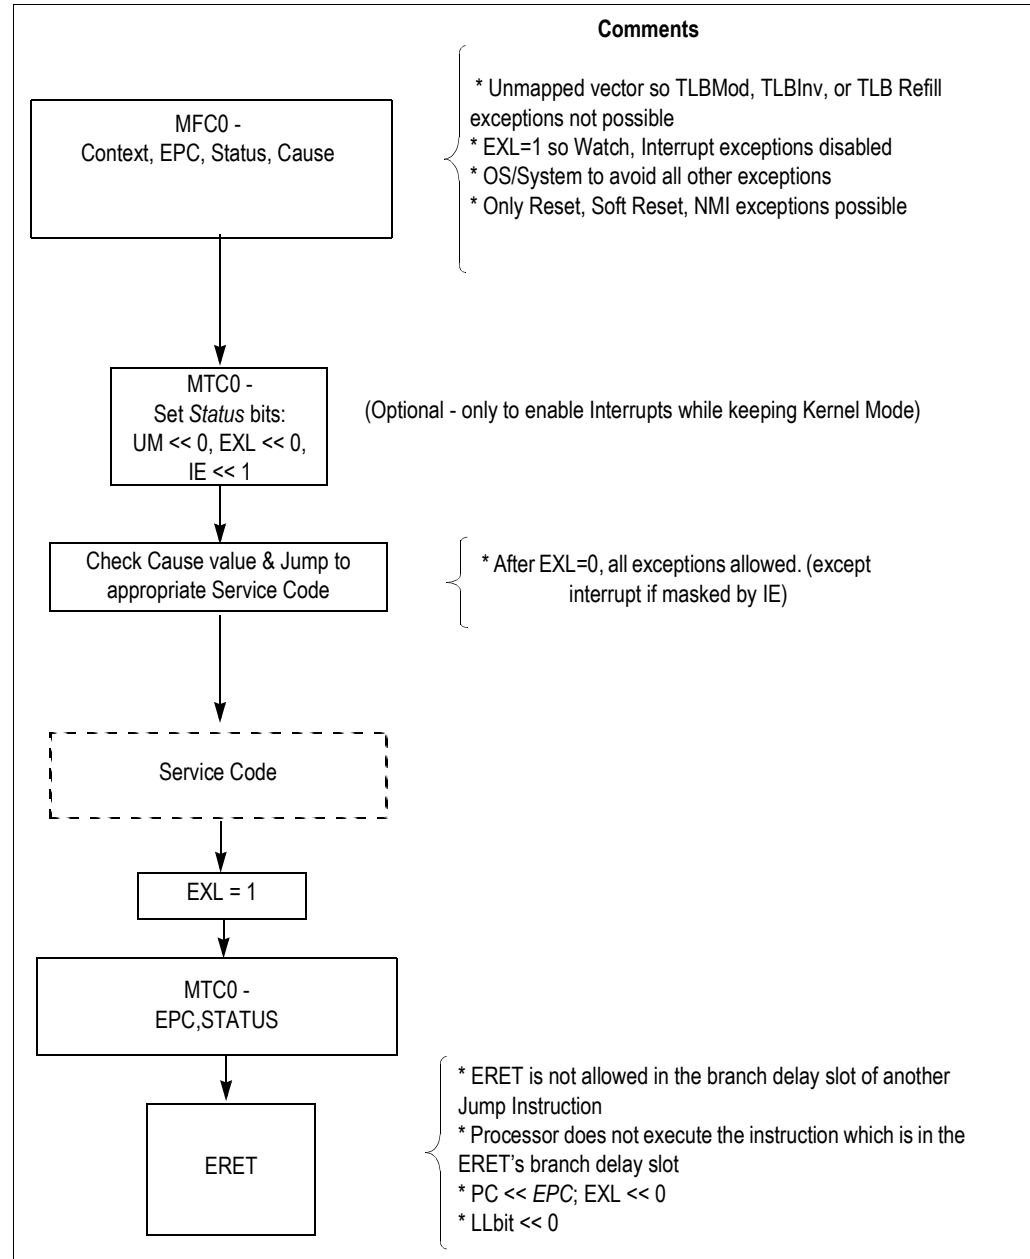 Comments
MFC0 -
Context, EPC, Status, Cause
* Unmapped vector so TLBMod, TLBInv, or TLB Refill
exceptions not possible
* EXL=1 so Watch, Interrupt exceptions disabled
* OS/System to avoid all other exceptions
* Only Reset, Soft Reset, NMI exceptions possible
MTC0 -
Set Status bits:
UM << 0, EXL << 0,
IE << 1
(Optional - only to enable Interrupts while keeping Kernel Mode)
Check Cause value & Jump to
appropriate Service Code
* After EXL=0, all exceptions allowed. (except
interrupt if masked by IE)
Service Code
EXL = 1
MTC0 -
EPC,STATUS
ERET
* ERET is not allowed in the branch delay slot of another
Jump Instruction
* Processor does not execute the instruction which is in the
ERET's branch delay slot
* PC << EPC; EXL << 0
* LLbit << 0